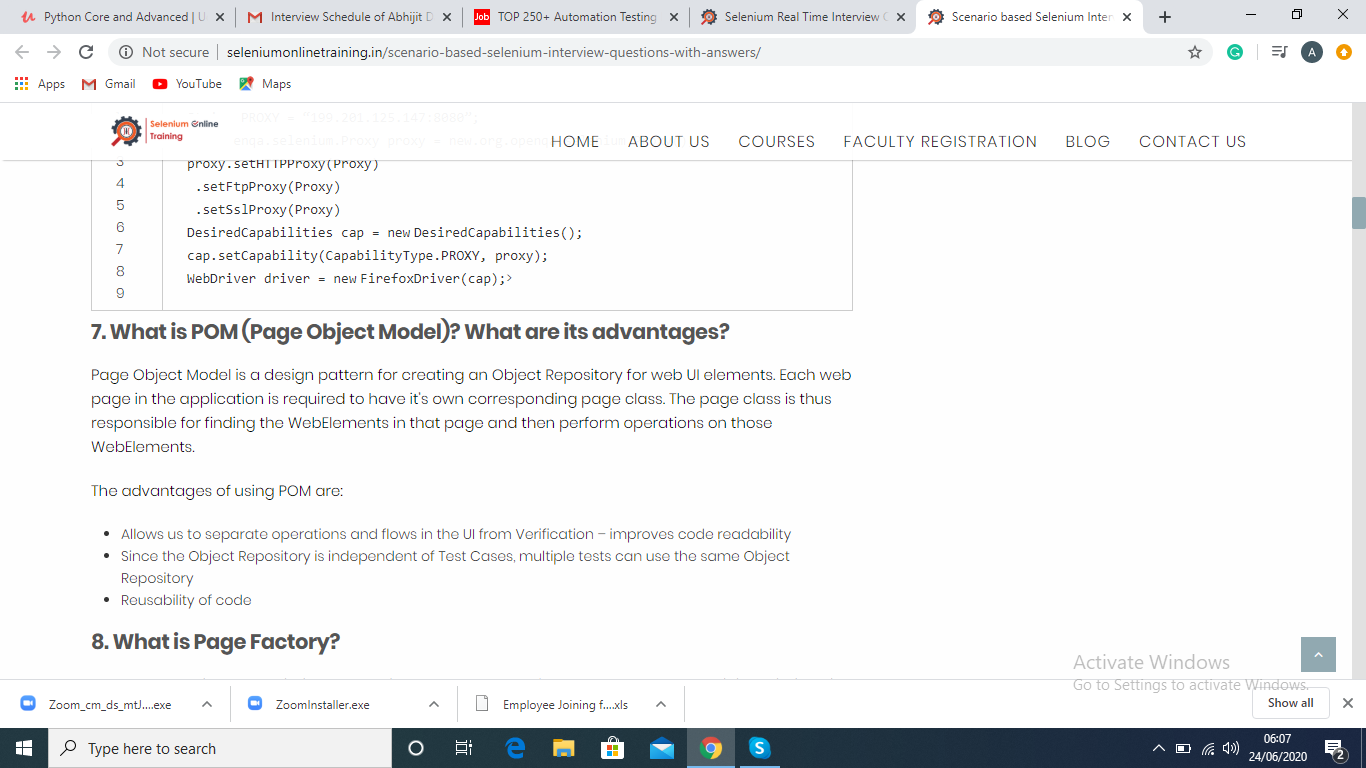 Python Core and Advanced | U
Interview Schedule of Abhijit D
Job TOP 250+ Automation Testing
Selenium Real Time Interview
Scenario based Selenium Inter
Not secure
seleniumonlinetraining.in/scenario-based-selenium-interview-questions-with-answers/
A
Apps
Gmail
YouTube
Maps
Selenium Online
Training
PROXY = "199.201.125.147:8080";
HOME
ABOUT US
COURSES
FACULTY REGISTRATION
BLOG
CONTACT US
3 proxy.setHTTPProxy(Proxy)
4 .setFtpProxy(Proxy)
5 .setSslProxy(Proxy)
6 DesiredCapabilities cap = new DesiredCapabilities();
7 cap.setCapability(CapabilityType.PROXY, proxy);
8 WebDriver driver = new FirefoxDriver(cap);>
9
7. What is POM (Page Object Model)? What are its advantages?
Page Object Model is a design pattern for creating an Object Repository for web UI elements. Each web
page in the application is required to have it's own corresponding page class. The page class is thus
responsible for finding the WebElements in that page and then perform operations on those
WebElements.
The advantages of using POM are:
• Allows us to separate operations and flows in the UI from Verification – improves code readability
• Since the Object Repository is independent of Test Cases, multiple tests can use the same Object
Repository
• Reusability of code
8. What is Page Factory?
Activate Windows
Go to Settings to activate Windows.
Zoom_cm_ds_mtJ....exe
ZoomInstaller.exe
Employee Joining f....xls
Show all
Type here to search
06:07
24/06/2020
2